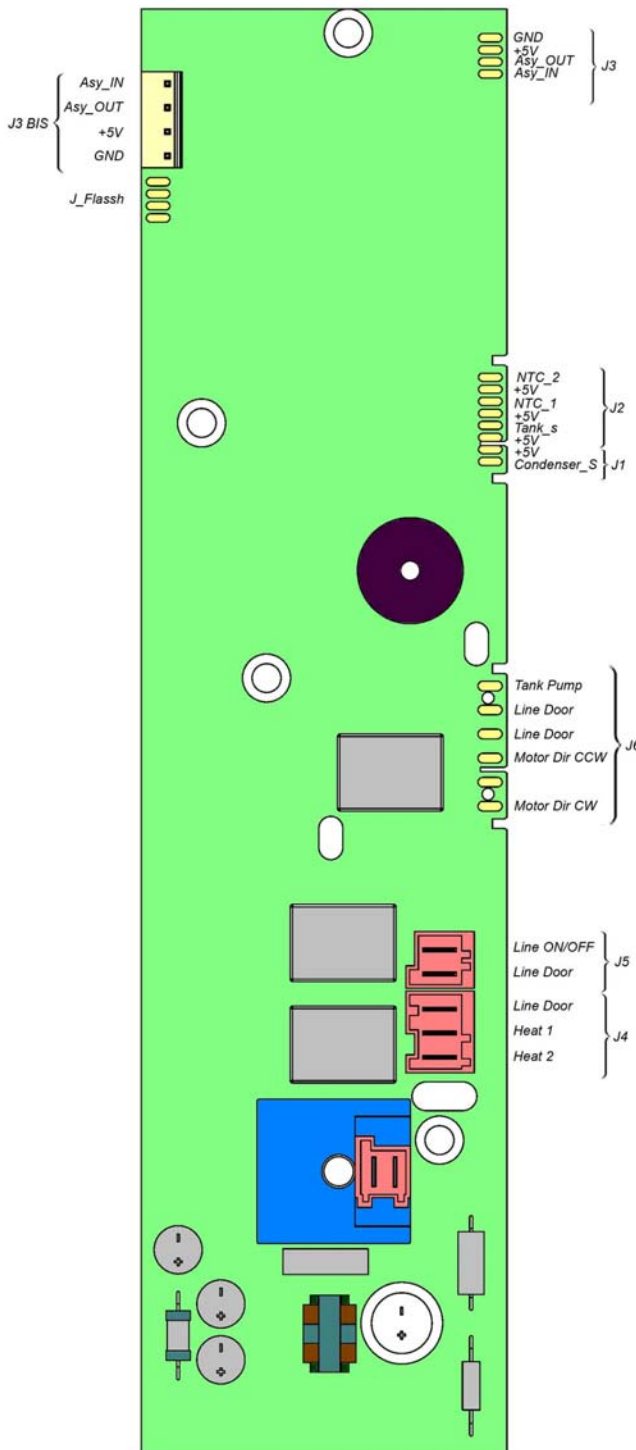 GND
+5V
Asy_OUT
Asy_IN
J3
Asy_IN
Asy_OUT
+5V
GND
J3 BIS
J_Flassh
NTC_2
+5V
NTC_1
+5V
Tank_s
+5V
J2
+5V
Condenser_S
J1
Tank Pump
Line Door
Line Door
Motor Dir CCW
Motor Dir CW
J6
Line ON/OFF
Line Door
J5
Line Door
Heat 1
Heat 2
J4